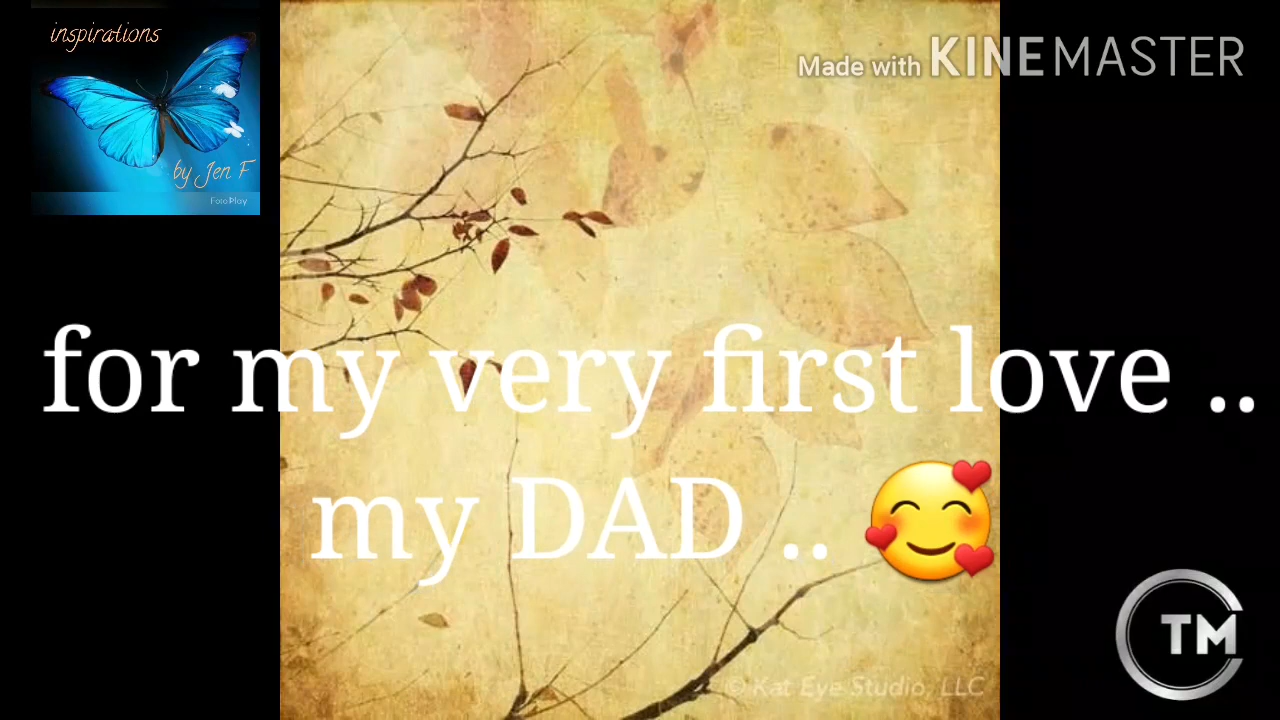 inspirations
by Jen F
FotoPlay
Made with KINEMASTER
for my very first love ..
my DAD .. 🥰
TM
© Kat Eye Studio, LLC